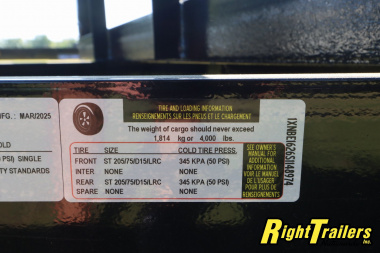 MFG.: MAR/2025
OLD
PSI) SINGLE
TY STANDARDS
TIRE AND LOADING INFORMATION
RENSEIGNEMENTS SUR LES PNEUS ET LE CHARGEMENT
The weight of cargo should never exceed
1,814 kg or 4,000 lbs.
TIRE SIZE COLD TIRE PRESS.
FRONT ST 205/75/D15/LRC 345 KPA (50 PSI)
INTER NONE NONE
REAR ST 205/75/D15/LRC 345 KPA (50 PSI)
SPARE NONE NONE
SEE OWNER'S
MANUAL FOR
ADDITIONAL
INFORMATION
VOIR LE MANUEL
DE L'USAGER
POUR PLUS DE
RENSEIGNEMENTS
RightTrailers
Inc.